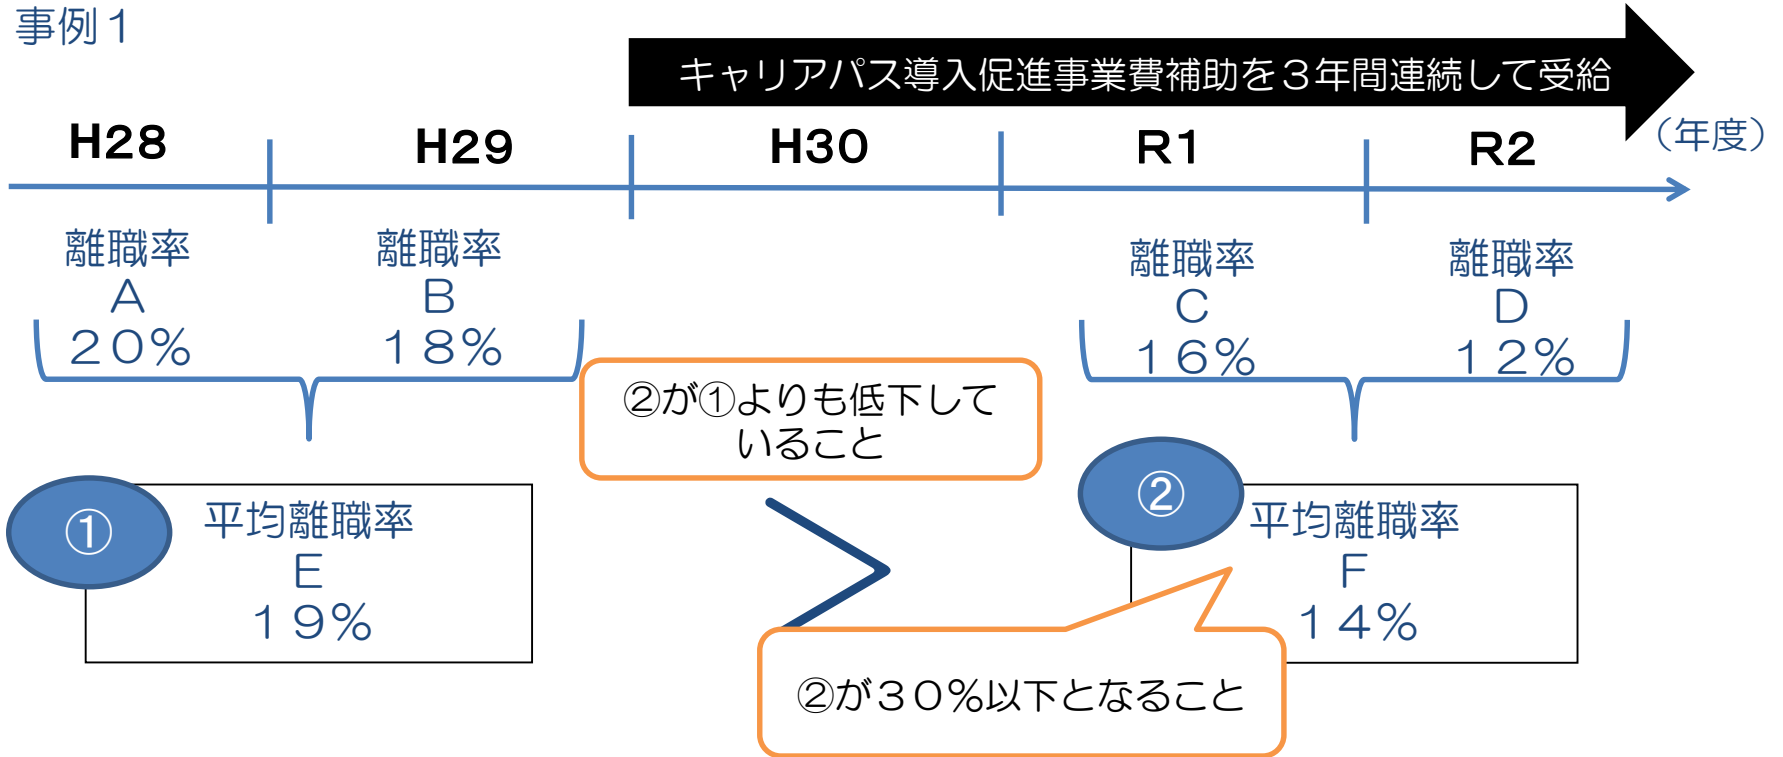 事例１
キャリアパス導入促進事業費補助を３年間連続して受給
H28
H29
H30
R1
R2
（年度）
離職率
A
２０％
離職率
B
１８％
離職率
C
１６％
離職率
D
１２％
②が①よりも低下して
いること
①
平均離職率
E
１９％
②
平均離職率
F
１４％
②が３０％以下となること